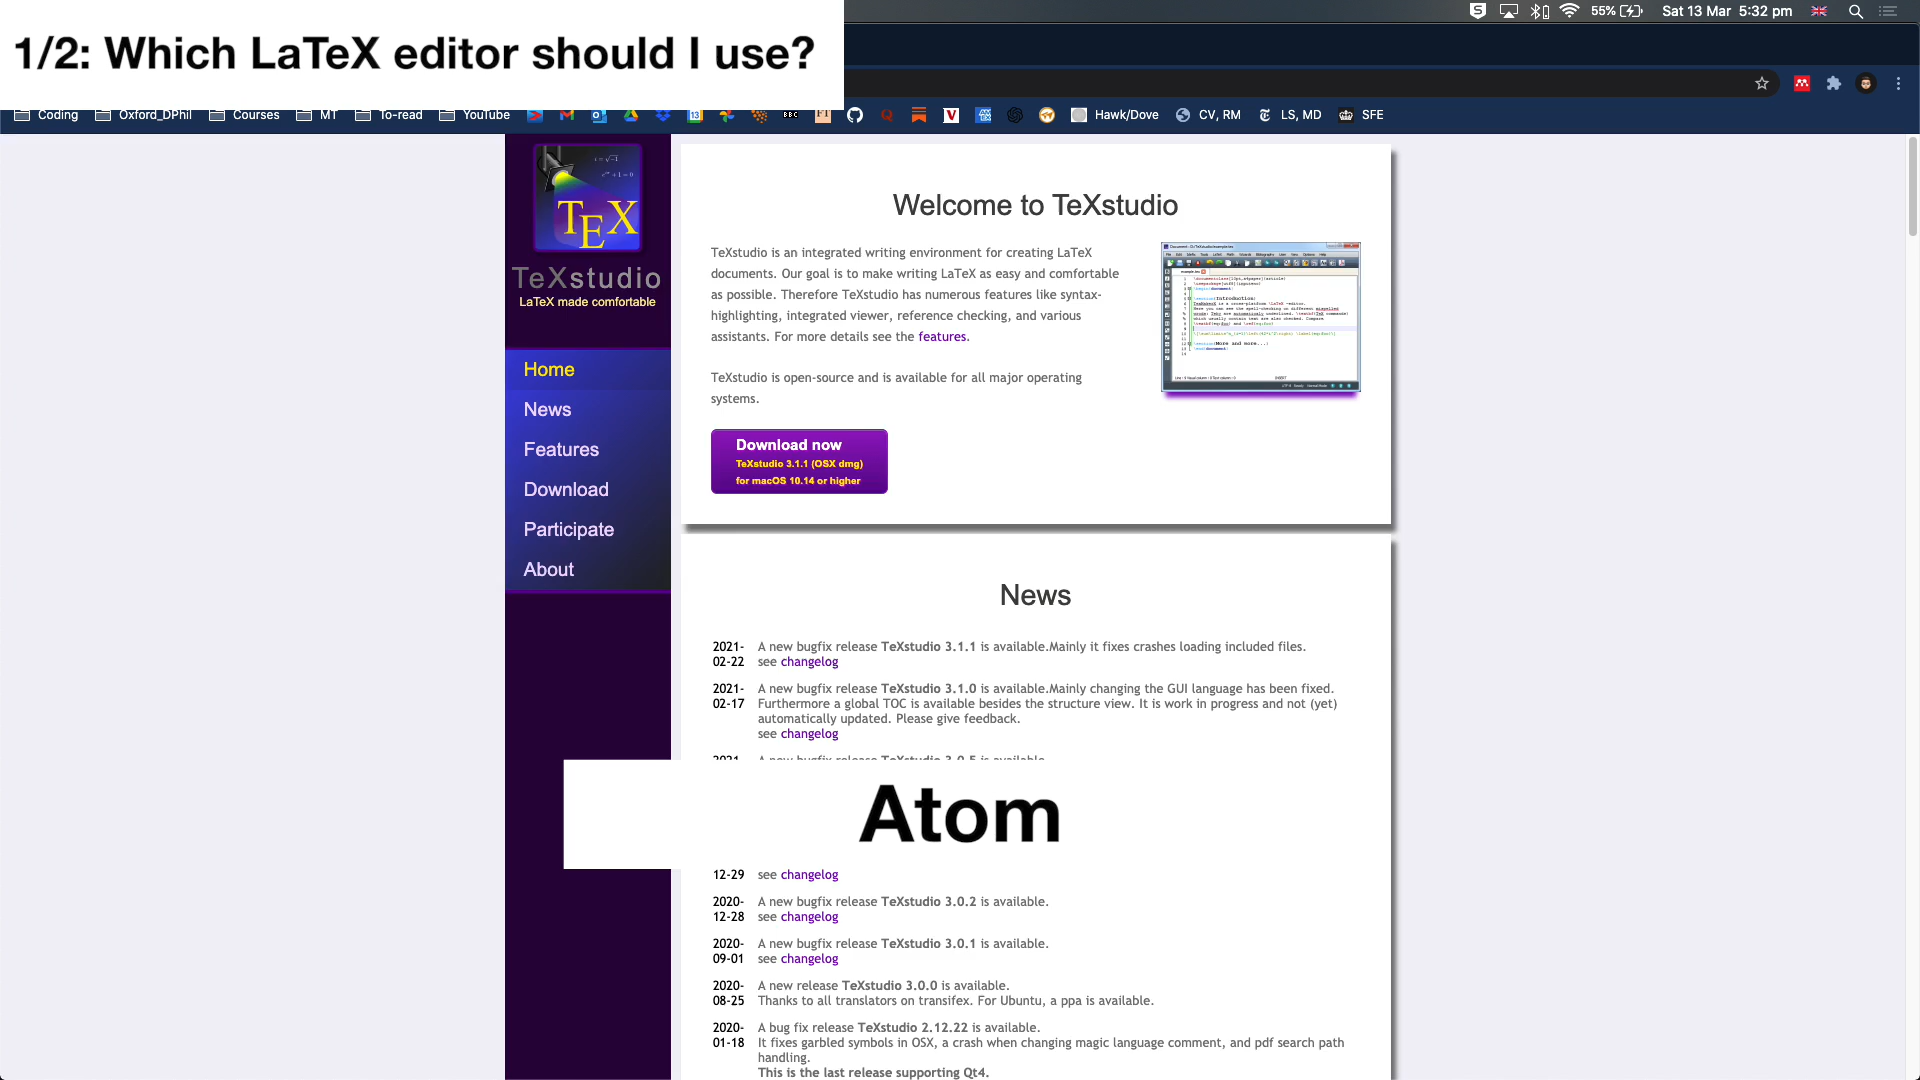 1/2: Which LaTeX editor should I use?
55%
Sat 13 Mar 5:32 pm
Coding
Oxford_DPhil
Courses
MT
To-read
YouTube
Hawk/Dove
CV, RM
LS, MD
SFE
TEX
TeXstudio
LaTeX made comfortable
Home
News
Features
Download
Participate
About
Welcome to TeXstudio
TeXstudio is an integrated writing environment for creating LaTeX
documents. Our goal is to make writing LaTeX as easy and comfortable
as possible. Therefore TeXstudio has numerous features like syntax-
highlighting, integrated viewer, reference checking, and various
assistants. For more details see the features.
TeXstudio is open-source and is available for all major operating
systems.
Download now
TeXstudio 3.1.1 (OSX dmg)
for macOS 10.14 or higher
News
2021- A new bugfix release TeXstudio 3.1.1 is available.Mainly it fixes crashes loading included files.
02-22 see changelog
2021- A new bugfix release TeXstudio 3.1.0 is available.Mainly changing the GUI language has been fixed.
02-17 Furthermore a global TOC is available besides the structure view. It is work in progress and not (yet)
automatically updated. Please give feedback.
see changelog
2021- A new bugfix release TeXstudio 3.0.5 is available.
Atom
12-29 see changelog
2020- A new bugfix release TeXstudio 3.0.2 is available.
12-28 see changelog
2020- A new bugfix release TeXstudio 3.0.1 is available.
09-01 see changelog
2020- A new release TeXstudio 3.0.0 is available.
08-25 Thanks to all translators on transifex. For Ubuntu, a ppa is available.
2020- A bug fix release TeXstudio 2.12.22 is available.
01-18 It fixes garbled symbols in OSX, a crash when changing magic language comment, and pdf search path
handling.
This is the last release supporting Qt4.